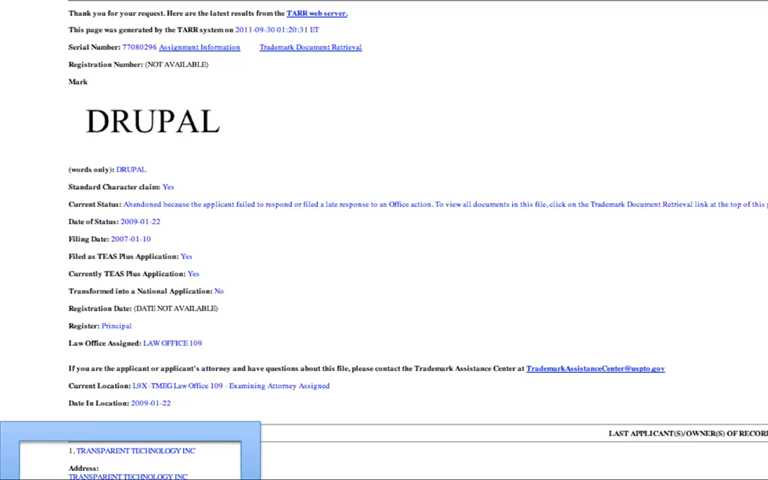 Thank you for your request. Here are the latest results from the TARR web server.
This page was generated by the TARR system on 2011-09-30 01:20:31 ET
Serial Number: 77080296 Assignment Information Trademark Document Retrieval
Registration Number: (NOT AVAILABLE)
Mark
DRUPAL
(words only): DRUPAL
Standard Character claim: Yes
Current Status: Abandoned because the applicant failed to respond or filed a late response to an Office action. To view all documents in this file, click on the Trademark Document Retrieval link at the top of this
Date of Status: 2009-01-22
Filing Date: 2007-01-10
Filed as TEAS Plus Application: Yes
Currently TEAS Plus Application: Yes
Transformed into a National Application: No
Registration Date: (DATE NOT AVAILABLE)
Register: Principal
Law Office Assigned: LAW OFFICE 109
If you are the applicant or applicant's attorney and have questions about this file, please contact the Trademark Assistance Center at TrademarkAssistanceCenter@uspto.gov
Current Location: L9X -TMEG Law Office 109 - Examining Attorney Assigned
Date In Location: 2009-01-22
LAST APPLICANT(S)/OWNER(S) OF RECOR
1. TRANSPARENT TECHNOLOGY INC
Address:
TRANSPARENT TECHNOLOGY INC